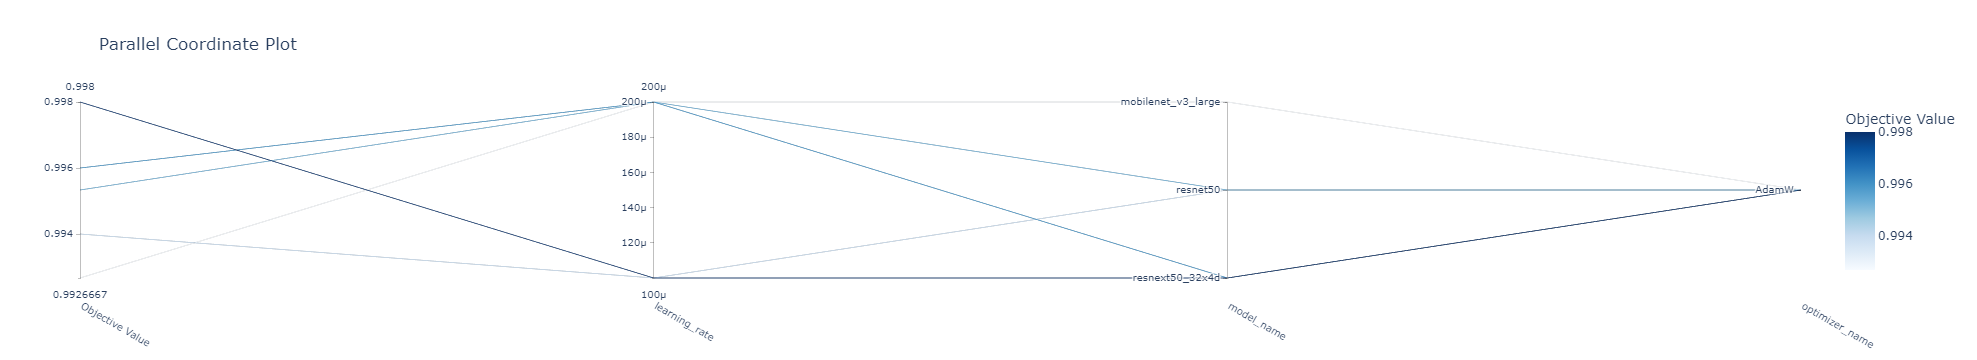 Parallel Coordinate Plot
0.998
0.998
0.996
0.994
0.9926667
Objective Value
200μ
200μ
180μ
160μ
140μ
120μ
100μ
learning_rate
mobilenet_v3_large
resnet50
resnext50_32x4d
model_name
AdamW
optimizer_name
Objective Value
0.998
0.996
0.994